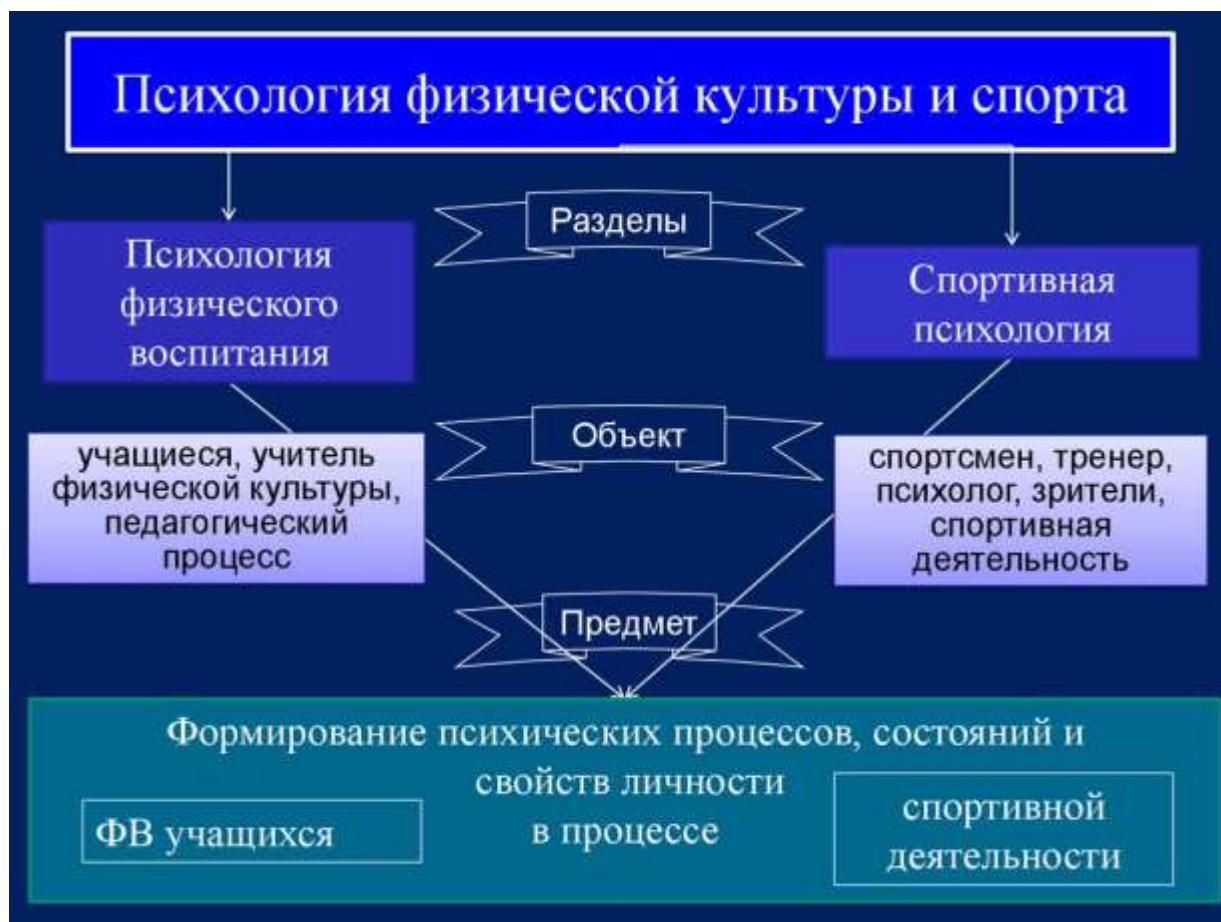 Психология физической культуры и спорта
Разделы
Психология
физического
воспитания
Спортивная
психология
Объект
учащиеся, учитель
физической культуры,
педагогический
процесс
спортсмен, тренер,
психолог, зрители,
спортивная
деятельность
Предмет
Формирование психических процессов, состояний и
свойств личности
в процессе
ФВ учащихся
спортивной
деятельности